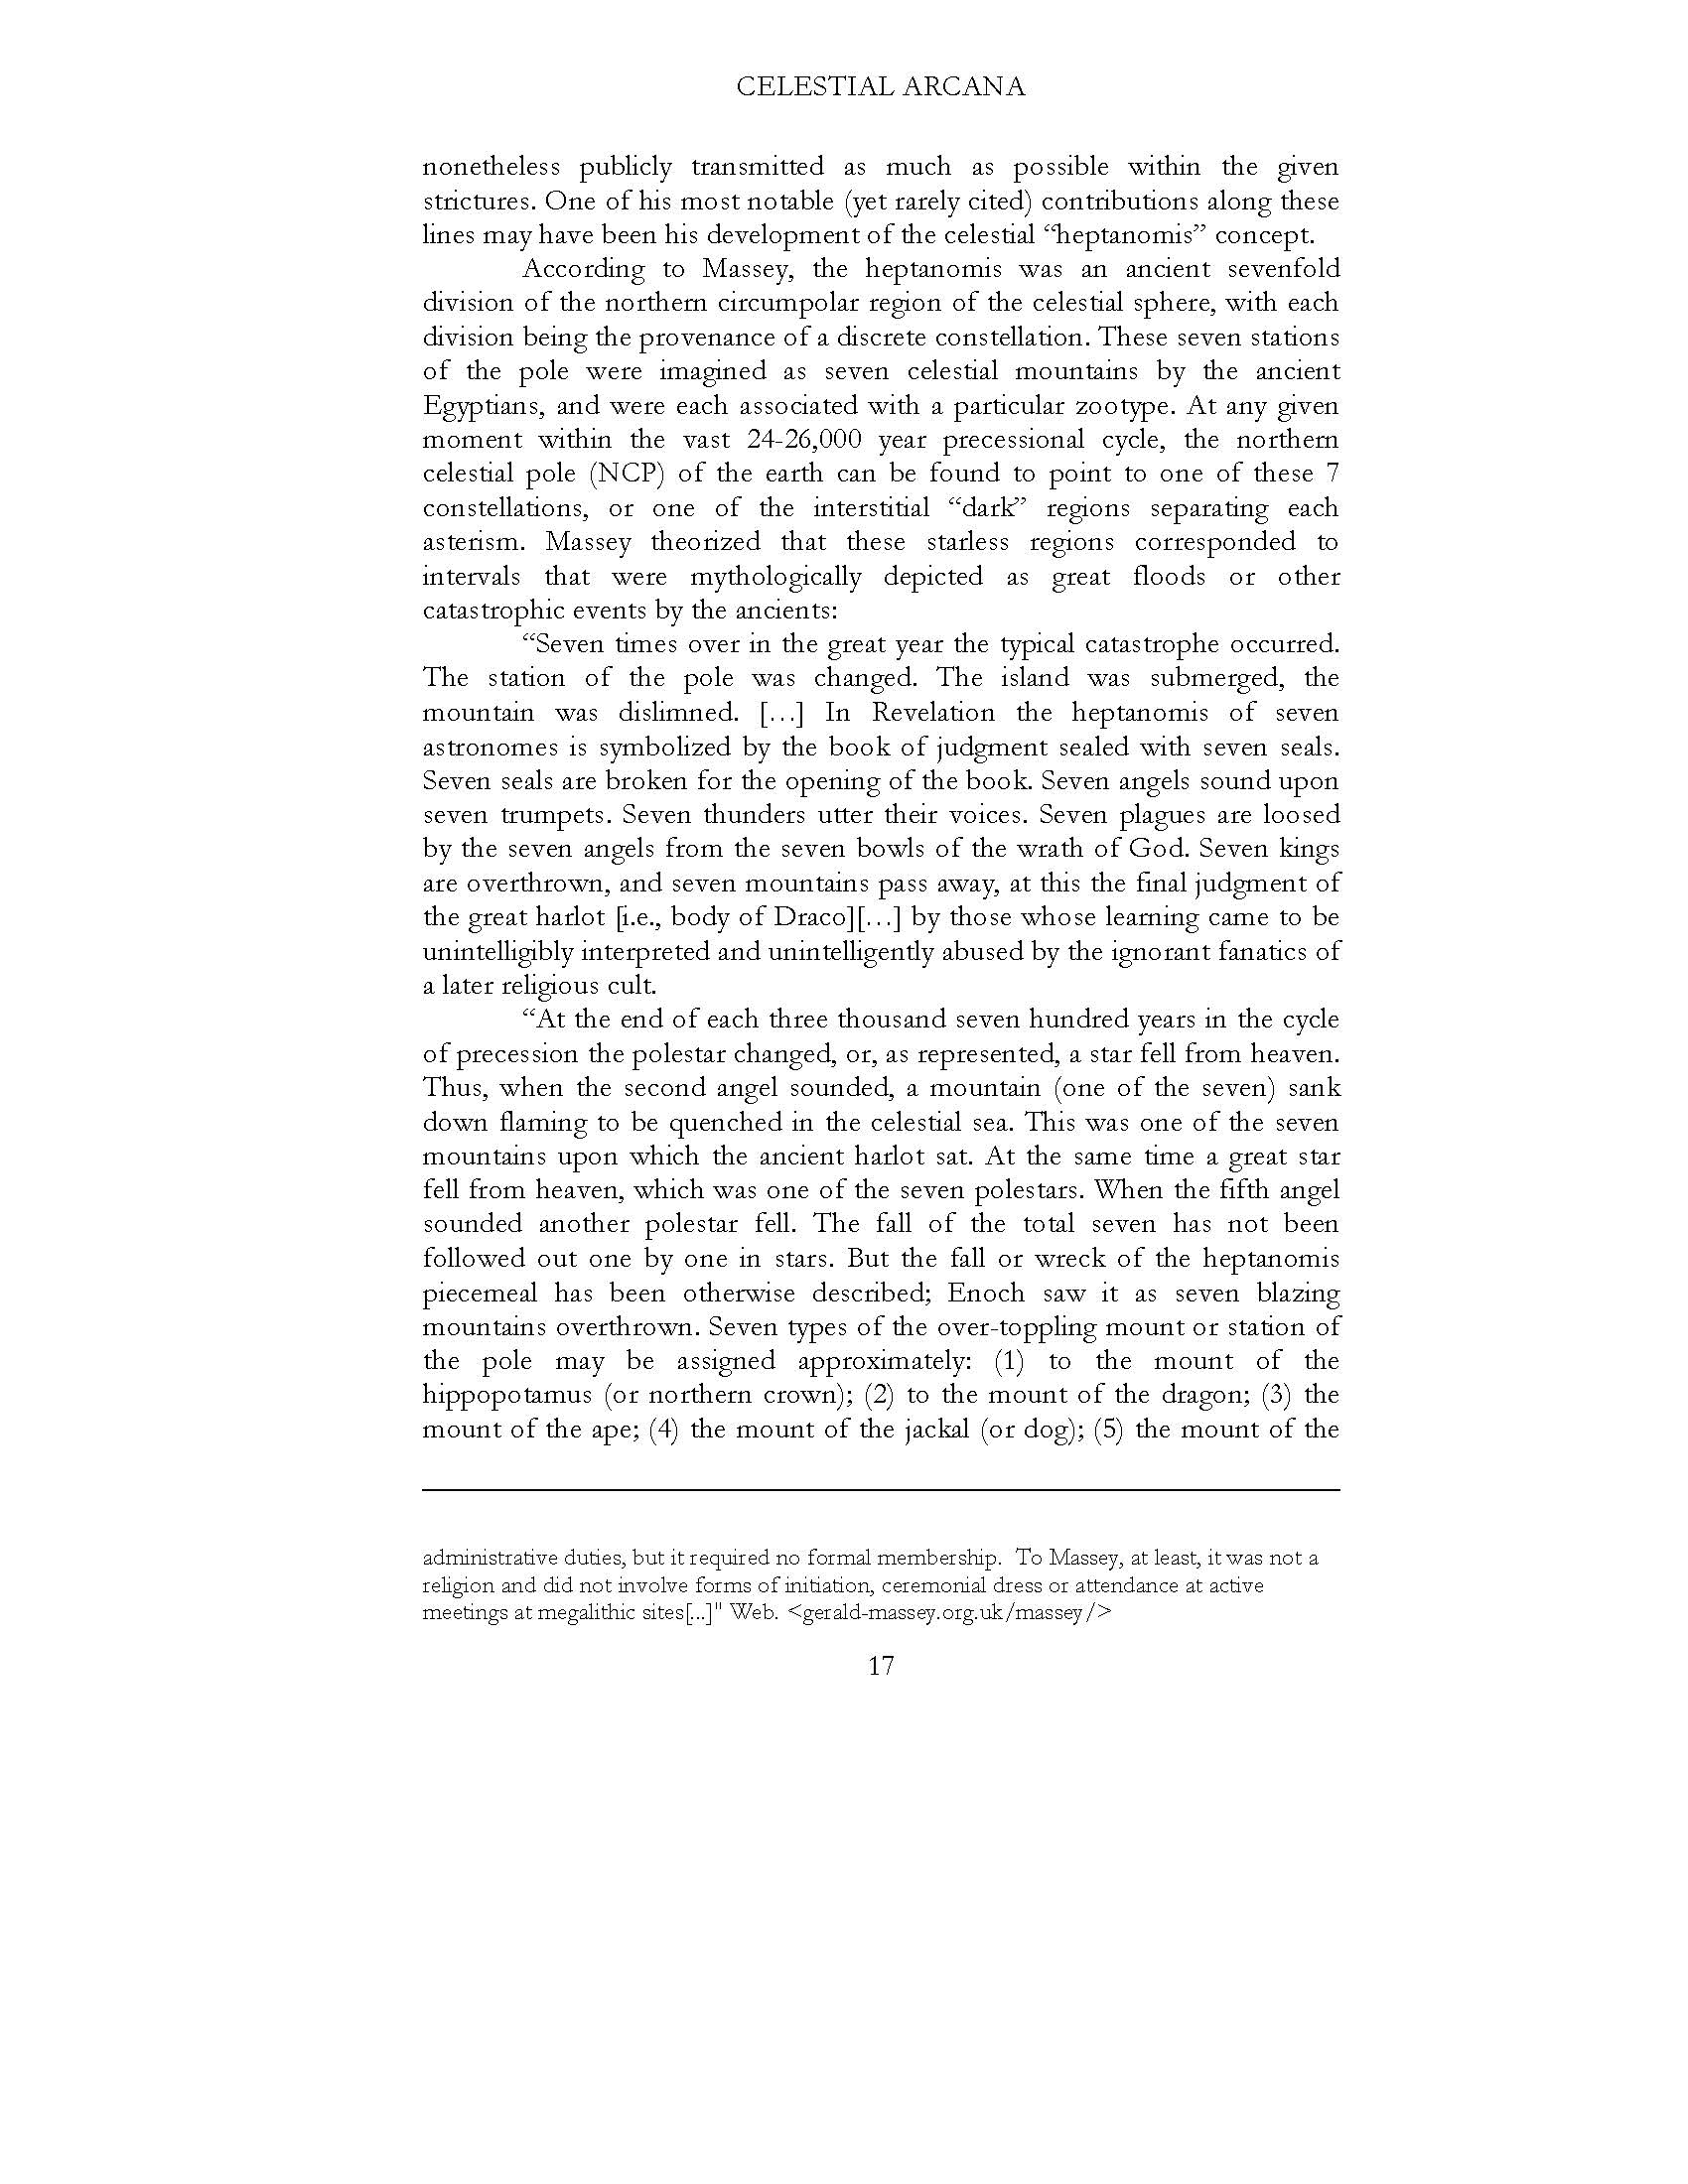 CELESTIAL ARCANA
nonetheless publicly transmitted as much as possible within the given
strictures. One of his most notable (yet rarely cited) contributions along these
lines may have been his development of the celestial “heptanomis” concept.
According to Massey, the heptanomis was an ancient sevenfold
division of the northern circumpolar region of the celestial sphere, with each
division being the provenance of a discrete constellation. These seven stations
of the pole were imagined as seven celestial mountains by the ancient
Egyptians, and were each associated with a particular zootype. At any given
moment within the vast 24-26,000 year precessional cycle, the northern
celestial pole (NCP) of the earth can be found to point to one of these 7
constellations, or one of the interstitial “dark” regions separating each
asterism. Massey theorized that these starless regions corresponded to
intervals that were mythologically depicted as great floods or other
catastrophic events by the ancients:
“Seven times over in the great year the typical catastrophe occurred.
The station of the pole was changed. The island was submerged, the
mountain was dislimned. […] In Revelation the heptanomis of seven
astronomes is symbolized by the book of judgment sealed with seven seals.
Seven seals are broken for the opening of the book. Seven angels sound upon
seven trumpets. Seven thunders utter their voices. Seven plagues are loosed
by the seven angels from the seven bowls of the wrath of God. Seven kings
are overthrown, and seven mountains pass away, at this the final judgment of
the great harlot [i.e., body of Draco][…] by those whose learning came to be
unintelligibly interpreted and unintelligently abused by the ignorant fanatics of
a later religious cult.
“At the end of each three thousand seven hundred years in the cycle
of precession the polestar changed, or, as represented, a star fell from heaven.
Thus, when the second angel sounded, a mountain (one of the seven) sank
down flaming to be quenched in the celestial sea. This was one of the seven
mountains upon which the ancient harlot sat. At the same time a great star
fell from heaven, which was one of the seven polestars. When the fifth angel
sounded another polestar fell. The fall of the total seven has not been
followed out one by one in stars. But the fall or wreck of the heptanomis
piecemeal has been otherwise described; Enoch saw it as seven blazing
mountains overthrown. Seven types of the over-toppling mount or station of
the pole may be assigned approximately: (1) to the mount of the
hippopotamus (or northern crown); (2) to the mount of the dragon; (3) the
mount of the ape; (4) the mount of the jackal (or dog); (5) the mount of the
administrative duties, but it required no formal membership.  To Massey, at least, it was not a
religion and did not involve forms of initiation, ceremonial dress or attendance at active
meetings at megalithic sites[...]" Web. <gerald-massey.org.uk/massey/>
17